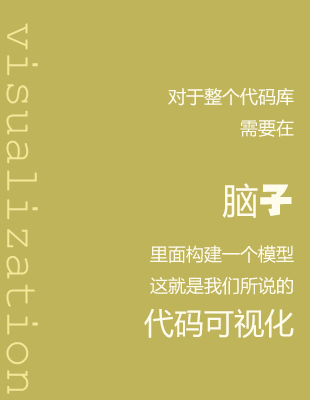 visualization
对于整个代码库
需要在
脑子
里面构建一个模型
这就是我们所说的
代码可视化